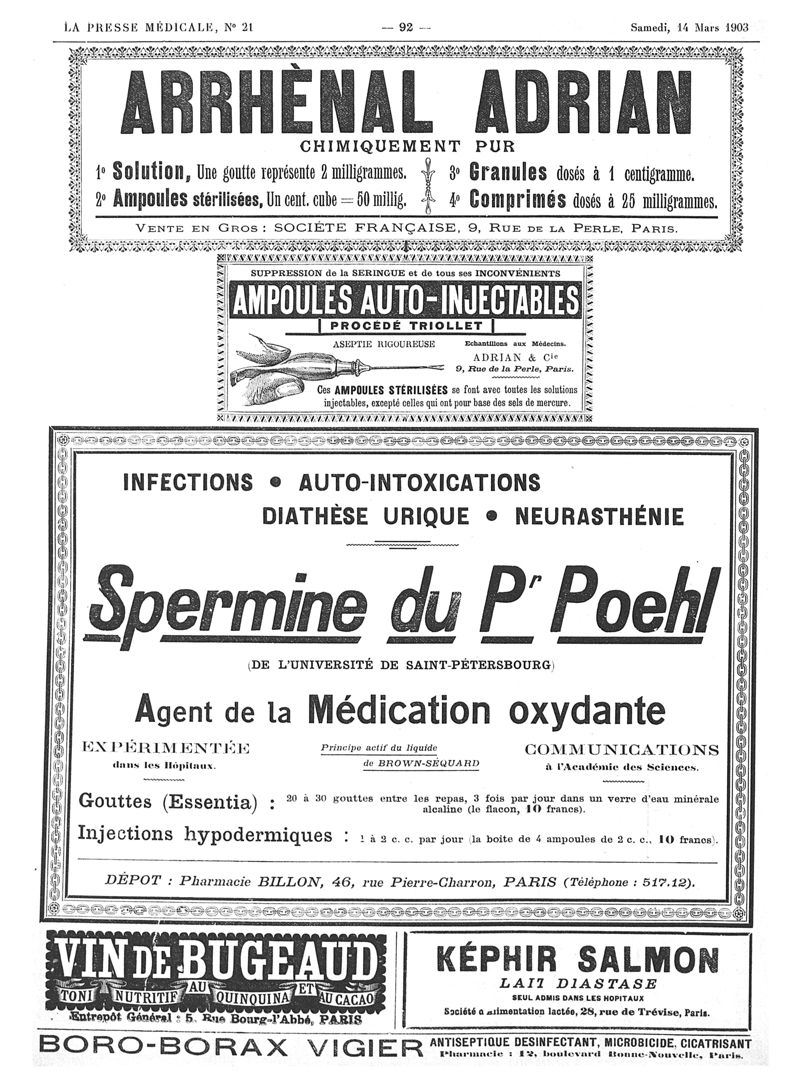 LA PRESSE MÉDICALE, Nº 21 — 92 — Samedi, 14 Mars 1903
ARRHÈNAL ADRIAN
CHIMIQUEMENT PUR
1º Solution, Une goutte représente 2 milligrammes.
2º Ampoules stérilisées, Un cent. cube = 50 millig.
3º Granules dosés à 1 centigramme.
4º Comprimés dosés à 25 milligrammes.
VENTE EN GROS : SOCIÉTE FRANÇAISE, 9, RUE DE LA PERLE, PARIS.
SUPPRESSION de la SERINGUE et de tous ses INCONVÉNIENTS
AMPOULES AUTO-INJECTABLES
PROCÉDÉ TRIOLLET
ASEPTIE RIGOUREUSE
Echantillons aux Médecins.
ADRIAN & Cie
9, Rue de la Perle, Paris.
Ces AMPOULES STÉRILISÉES se font avec toutes les solutions
injectables, excepté celles qui ont pour base des sels de mercure.
INFECTIONS • AUTO-INTOXICATIONS
DIATHÈSE URIQUE • NEURASTHÉNIE
Spermine du Pr Poehl
(DE L'UNIVERSITÉ DE SAINT-PÉTERSBOURG)
Agent de la Médication oxydante
EXPÉRIMENTÉE
dans les Hôpitaux.
Principe actif du liquide
de BROWN-SÉQUARD
COMMUNICATIONS
à l'Académie des Sciences.
Gouttes (Essentia) : 20 à 30 gouttes entre les repas, 3 fois par jour dans un verre d'eau minérale
alcaline (le flacon, 10 francs).
Injections hypodermiques : 1 à 2 c. c. par jour (la boite de 4 ampoules de 2 c. c., 10 francs).
DÉPOT : Pharmacie BILLON, 46, rue Pierre-Charron, PARIS (Téléphone : 517.12).
VIN DE BUGEAUD
TONI NUTRITIF AU QUINQUINA ET AU CACAO
Entrepôt Général : 5, Rue Bourg-l'Abbé, PARIS
KÉPHIR SALMON
LAIT DIASTASE
SEUL ADMIS DANS LES HOPITAUX
Société d'Alimentation lactée, 28, rue de Trévise, Paris.
BORO-BORAX VIGIER
ANTISEPTIQUE DESINFECTANT, MICROBICIDE, CICATRISANT
Pharmacie : 12, boulevard Bonne-Nouvelle, Paris.